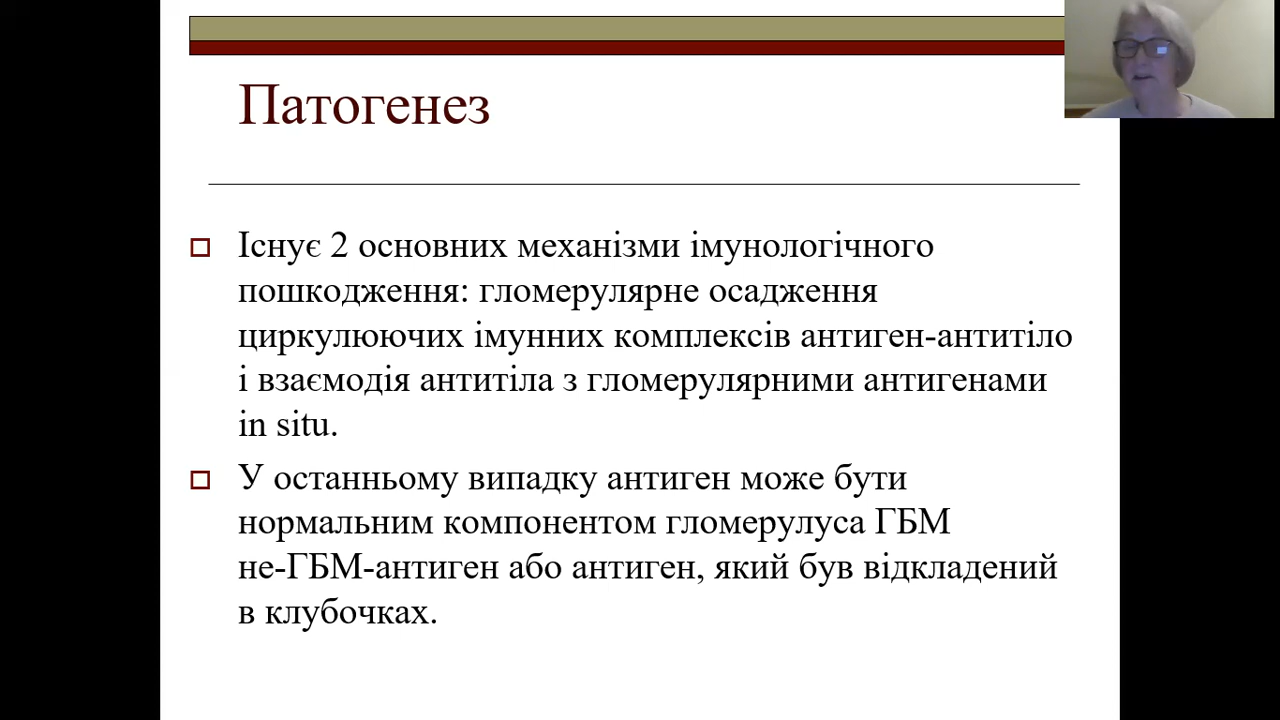 Патогенез
Існує 2 основних механізми імунологічного
пошкодження: гломерулярне осадження
циркулюючих імунних комплексів антиген-антитіло
і взаємодія антитіла з гломерулярними антигенами
in situ.
У останньому випадку антиген може бути
нормальним компонентом гломерулуса ГБМ
не-ГБМ-антиген або антиген, який був відкладений
в клубочках.